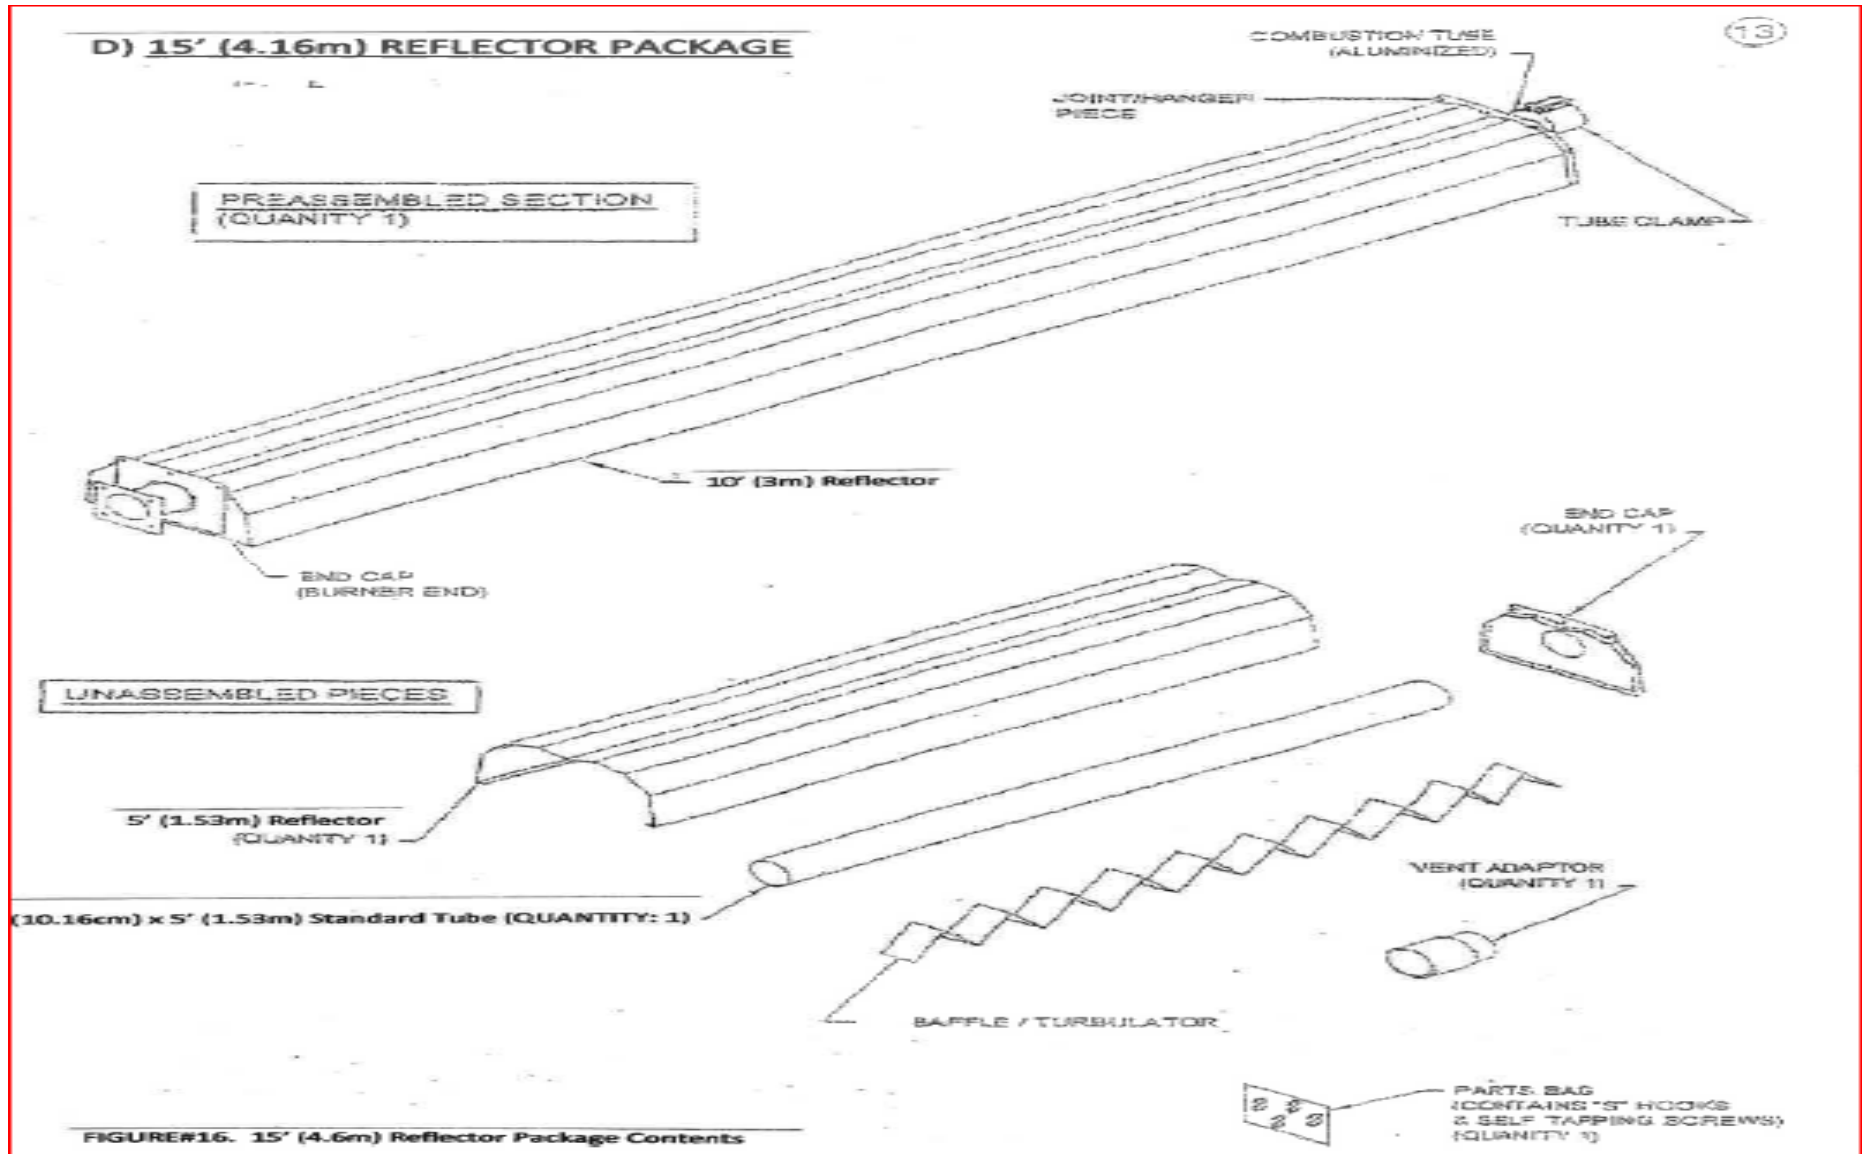 D) 15' (4.16m) REFLECTOR PACKAGE
13
COMBUSTION TUBE
(ALUMINIZED)
JOINT/HANGER
PIECE
PREASSEMBLED SECTION
(QUANITY 1)
TUBE CLAMP
10' (3m) Reflector
END CAP
(QUANITY 1)
END CAP
(BURNER END)
UNASSEMBLED PIECES
5' (1.53m) Reflector
(QUANITY 1)
VENT ADAPTOR
(QUANITY 1)
(10.16cm) x 5' (1.53m) Standard Tube (QUANTITY: 1)
BAFFLE / TURBULATOR
PARTS BAG
(CONTAINS "S" HOOKS
& SELF TAPPING SCREWS)
(QUANITY 1)
FIGURE#16. 15' (4.6m) Reflector Package Contents